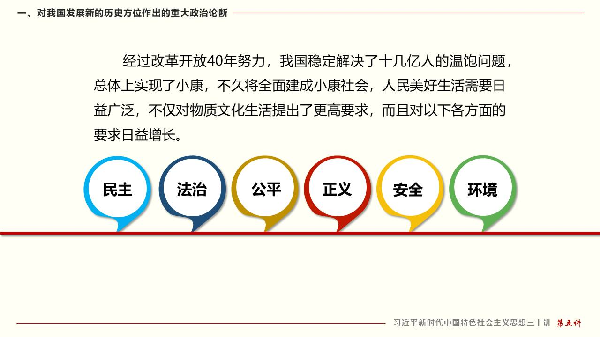 一、对我国发展新的历史方位作出的重大政治论断
经过改革开放40年努力，我国稳定解决了十几亿人的温饱问题，
总体上实现了小康，不久将全面建成小康社会，人民美好生活需要日
益广泛，不仅对物质文化生活提出了更高要求，而且对以下各方面的
要求日益增长。
民主 法治 公平 正义 安全 环境
习近平新时代中国特色社会主义思想三十讲 第五讲